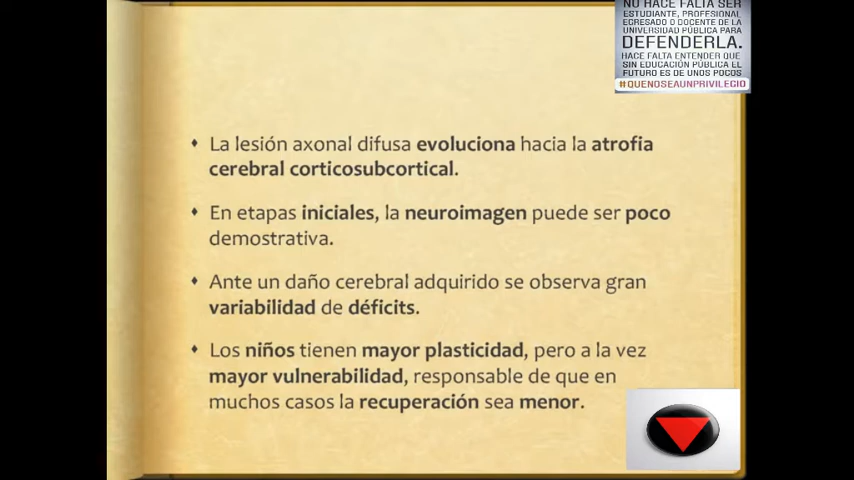 NO HACE FALTA SER
ESTUDIANTE, PROFESIONAL
EGRESADO O DOCENTE DE LA
UNIVERSIDAD PÚBLICA PARA
DEFENDERLA.
HACE FALTA ENTENDER QUE
SIN EDUCACIÓN PÚBLICA EL
FUTURO ES DE UNOS POCOS
#QUENOSEAUNPRIVILEGIO
La lesión axonal difusa evoluciona hacia la atrofia
cerebral corticosubcortical.
En etapas iniciales, la neuroimagen puede ser poco
demostrativa.
Ante un daño cerebral adquirido se observa gran
variabilidad de déficits.
Los niños tienen mayor plasticidad, pero a la vez
mayor vulnerabilidad, responsable de que en
muchos casos la recuperación sea menor.